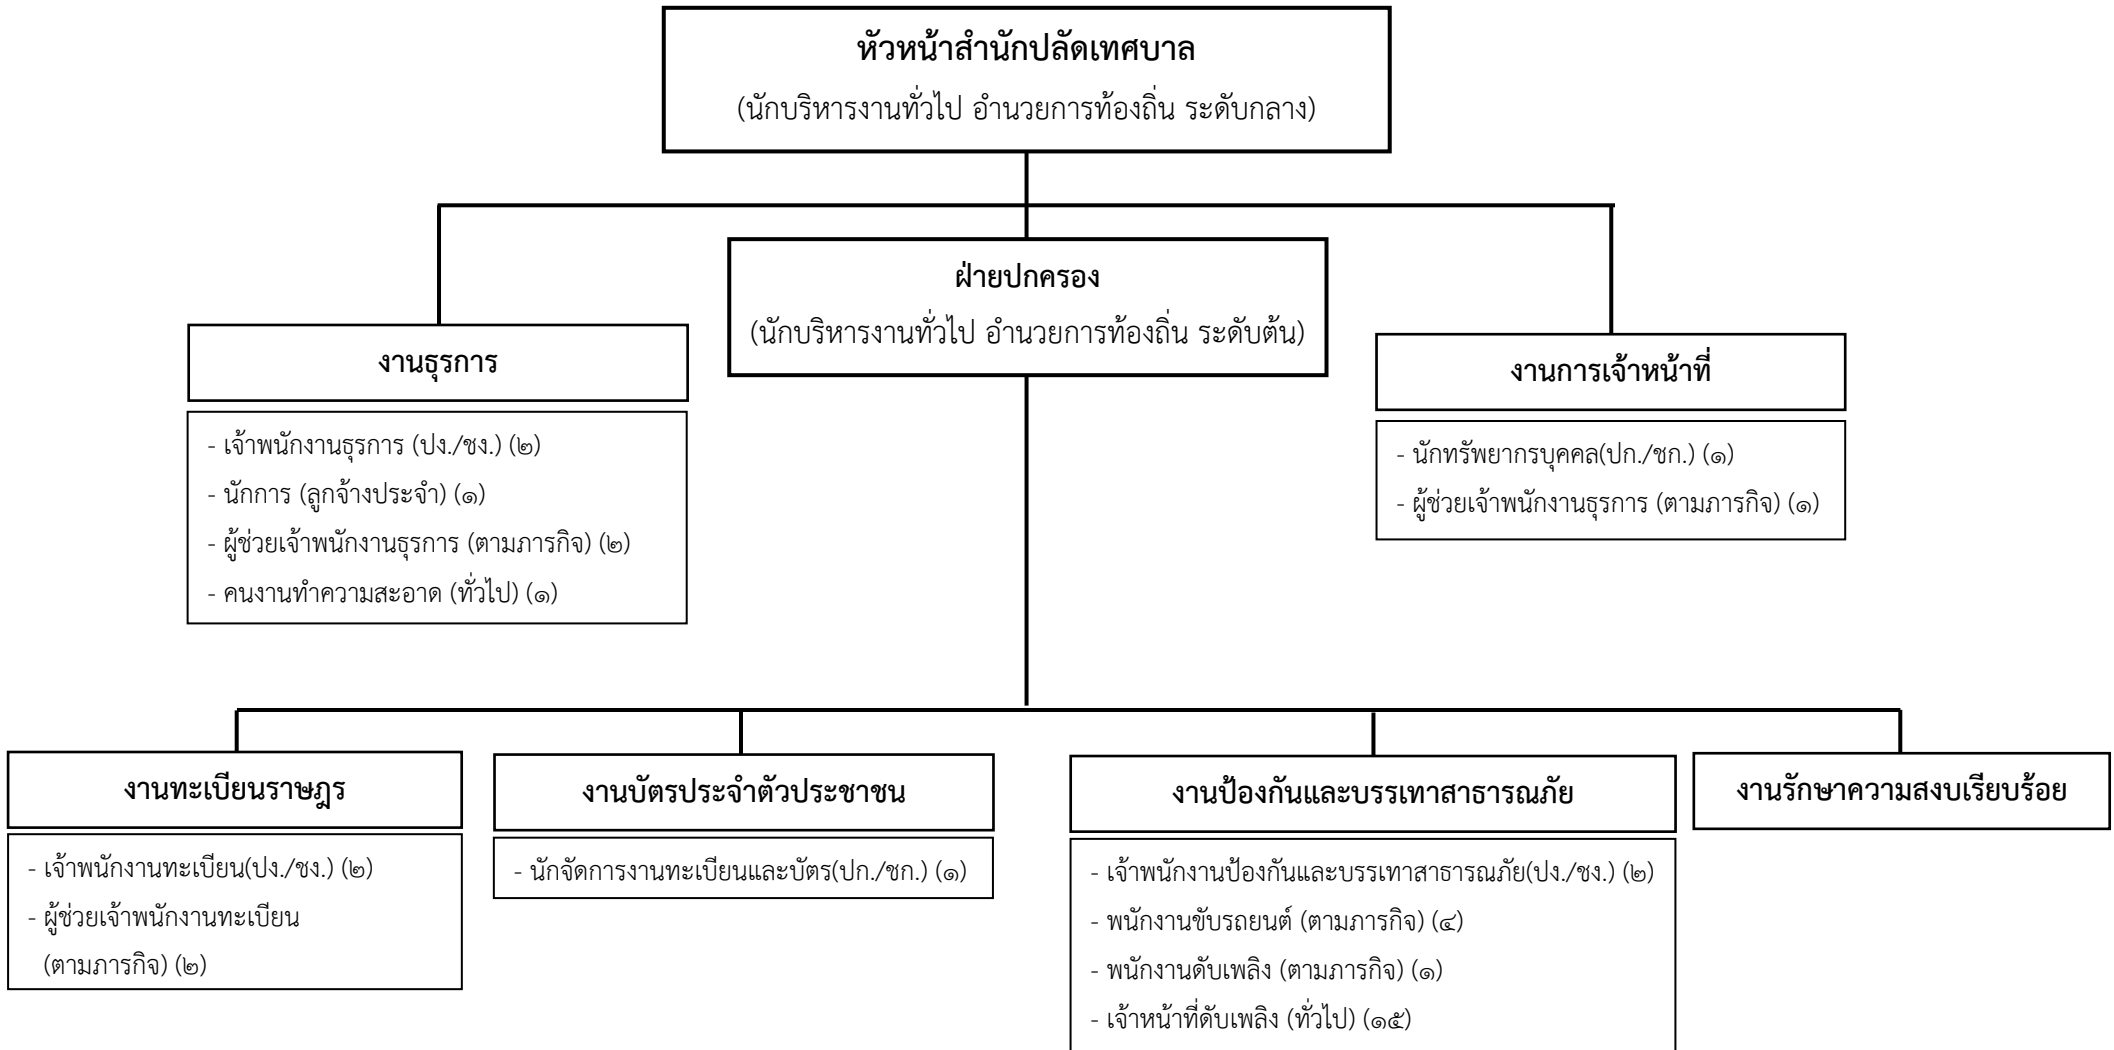 หัวหน้าสำนักปลัดเทศบาล
(นักบริหารงานทั่วไป อำนวยการท้องถิ่น ระดับกลาง)
ฝ่ายปกครอง
(นักบริหารงานทั่วไป อำนวยการท้องถิ่น ระดับต้น)
งานธุรการ
- เจ้าพนักงานธุรการ (ปง./ชง.) (๒)
- นักการ (ลูกจ้างประจำ) (๑)
- ผู้ช่วยเจ้าพนักงานธุรการ (ตามภารกิจ) (๒)
- คนงานทำความสะอาด (ทั่วไป) (๑)
งานการเจ้าหน้าที่
- นักทรัพยากรบุคคล(ปก./ชก.) (๑)
- ผู้ช่วยเจ้าพนักงานธุรการ (ตามภารกิจ) (๑)
งานทะเบียนราษฎร
- เจ้าพนักงานทะเบียน(ปง./ชง.) (๒)
- ผู้ช่วยเจ้าพนักงานทะเบียน
(ตามภารกิจ) (๒)
งานบัตรประจำตัวประชาชน
- นักจัดการงานทะเบียนและบัตร(ปก./ชก.) (๑)
งานป้องกันและบรรเทาสาธารณภัย
- เจ้าพนักงานป้องกันและบรรเทาสาธารณภัย(ปง./ชง.) (๒)
- พนักงานขับรถยนต์ (ตามภารกิจ) (๔)
- พนักงานดับเพลิง (ตามภารกิจ) (๑)
- เจ้าหน้าที่ดับเพลิง (ทั่วไป) (๑๕)
งานรักษาความสงบเรียบร้อย